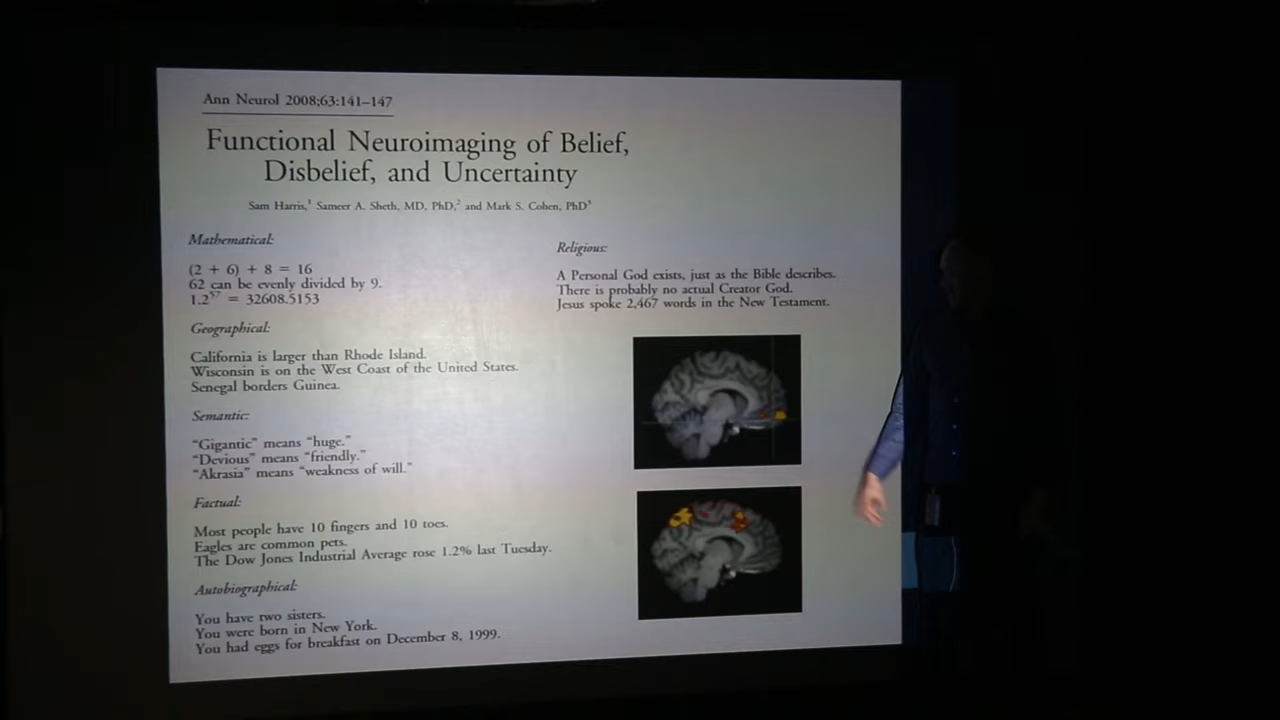 Ann Neurol 2008;63:141–147
Functional Neuroimaging of Belief,
Disbelief, and Uncertainty
Sam Harris,¹ Sameer A. Sheth, MD, PhD,² and Mark S. Cohen, PhD³
Mathematical:
(2 + 6) + 8 = 16
62 can be evenly divided by 9.
1.2⁵⁷ = 32608.5153
Geographical:
California is larger than Rhode Island.
Wisconsin is on the West Coast of the United States.
Senegal borders Guinea.
Semantic:
“Gigantic” means “huge.”
“Devious” means “friendly.”
“Akrasia” means “weakness of will.”
Factual:
Most people have 10 fingers and 10 toes.
Eagles are common pets.
The Dow Jones Industrial Average rose 1.2% last Tuesday.
Autobiographical:
You have two sisters.
You were born in New York.
You had eggs for breakfast on December 8, 1999.
Religious:
A Personal God exists, just as the Bible describes.
There is probably no actual Creator God.
Jesus spoke 2,467 words in the New Testament.